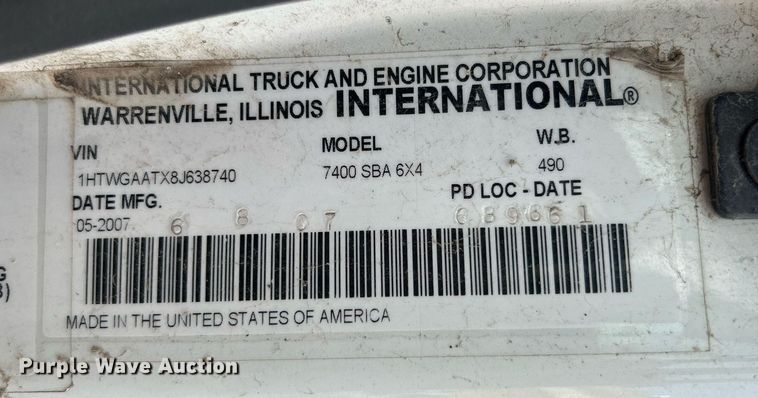 INTERNATIONAL TRUCK AND ENGINE CORPORATION
WARRENVILLE, ILLINOIS INTERNATIONAL®
VIN MODEL W.B.
1HTWGAATX8J638740 7400 SBA 6X4 490
DATE MFG. PD LOC - DATE
05-2007 6 6 07
MADE IN THE UNITED STATES OF AMERICA
G
)
Purple Wave Auction